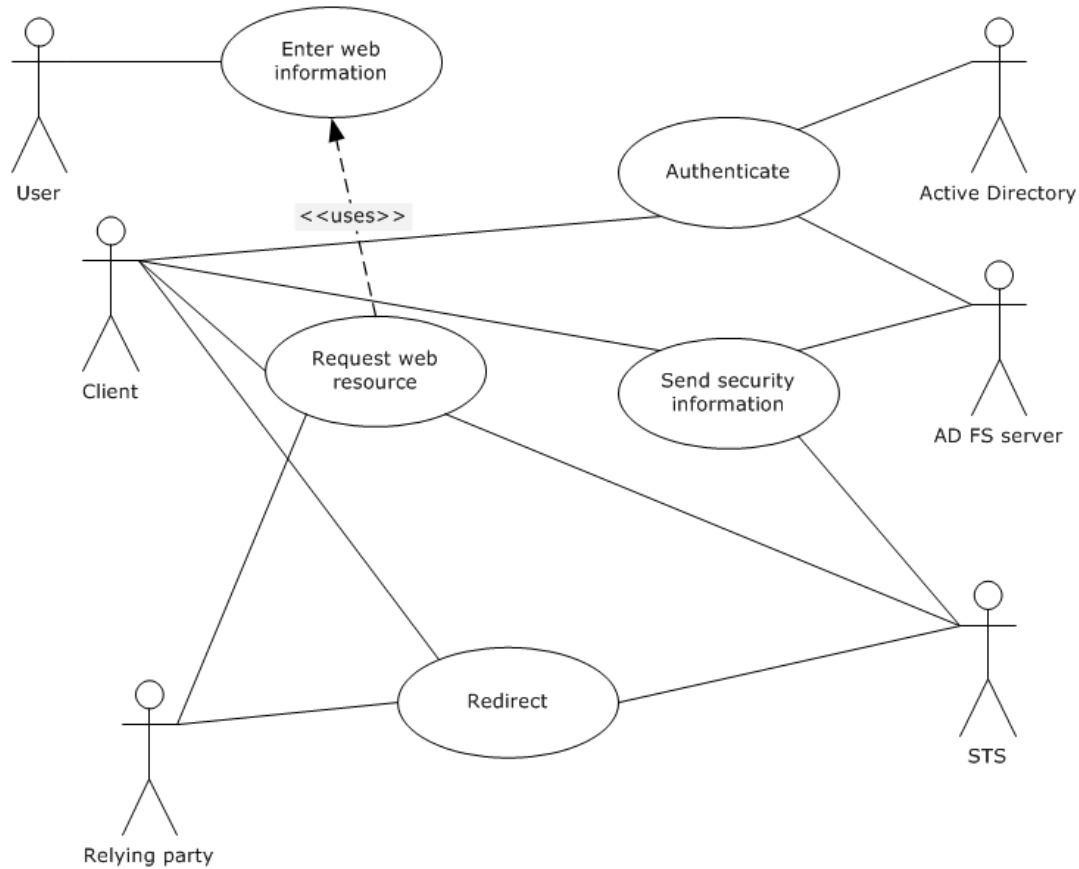 Enter web
information
User
Authenticate
Active Directory
<<uses>>
Client
Request web
resource
Send security
information
AD FS server
Redirect
STS
Relying party